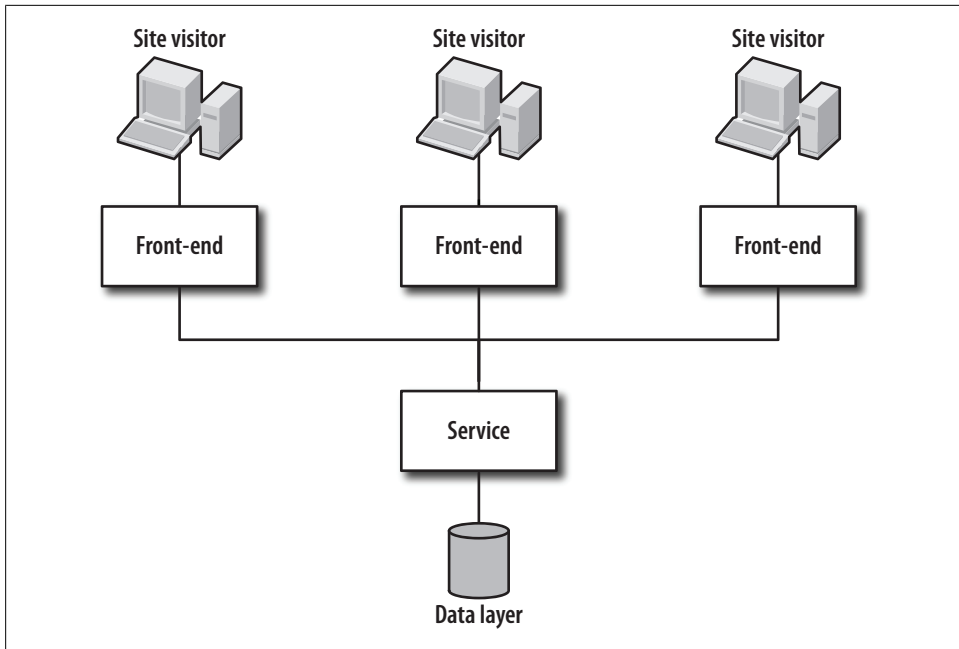 Site visitor
Site visitor
Site visitor
Front-end
Front-end
Front-end
Service
Data layer